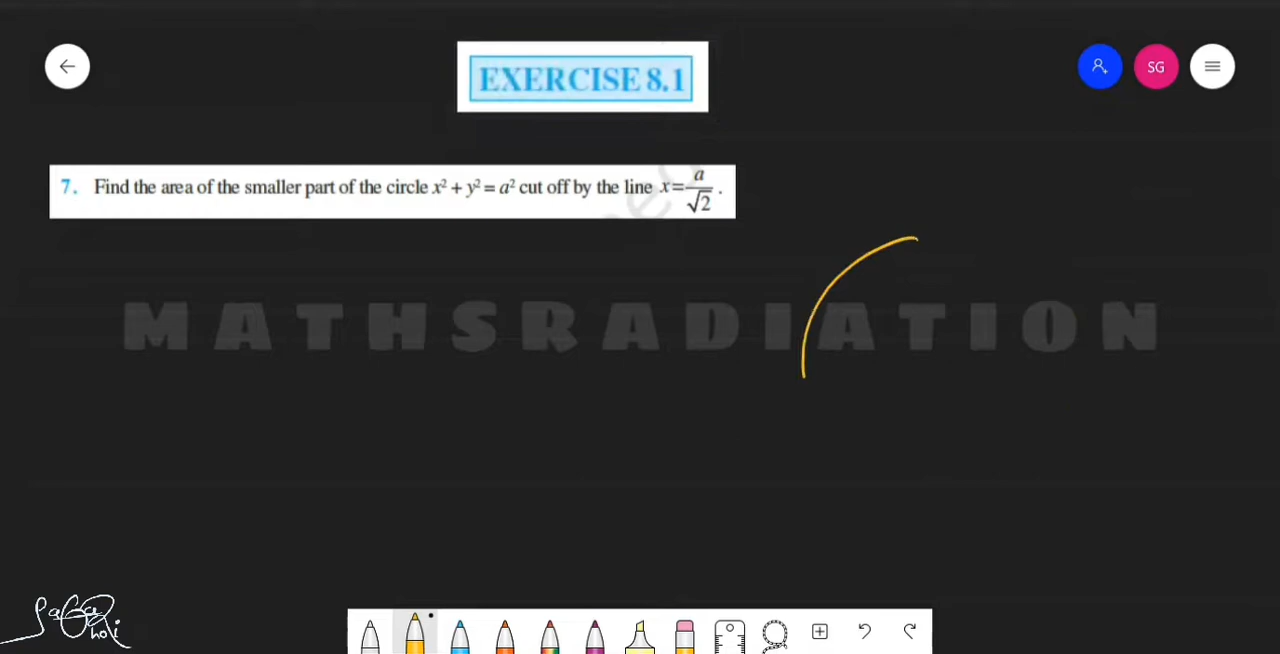 EXERCISE 8.1
SG
7. Find the area of the smaller part of the circle x² + y² = a² cut off by the line x = a/√2 .
MATHSRADIATION